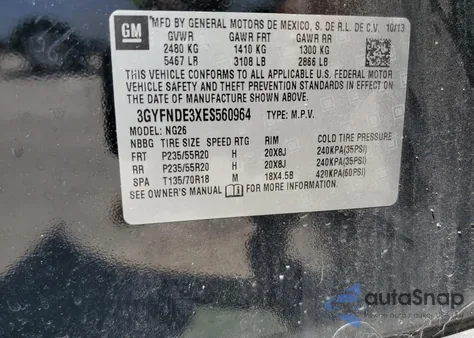 GM
MFD BY GENERAL MOTORS DE MEXICO, S. DE R.L. DE C.V. 10/13
GVWR GAWR FRT GAWR RR
2480 KG 1410 KG 1300 KG
5467 LB 3108 LB 2866 LB
THIS VEHICLE CONFORMS TO ALL APPLICABLE U.S. FEDERAL MOTOR
VEHICLE SAFETY AND THEFT PREVENTION STANDARDS IN EFFECT
ON THE DATE OF MANUFACTURE SHOWN ABOVE.
3GYFNDE3XES560964 TYPE: M.P.V.
MODEL: NG26
NBBG TIRE SIZE SPEED RTG RIM COLD TIRE PRESSURE
FRT P235/55R20 H 20X8J 240KPA(35PSI)
RR P235/55R20 H 20X8J 240KPA(35PSI)
SPA T135/70R18 M 18X4.5B 420KPA(60PSI)
SEE OWNER'S MANUAL FOR MORE INFORMATION.
autoSnap